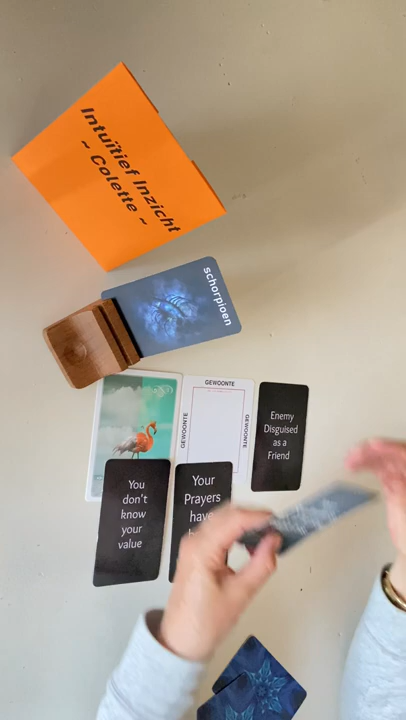 Intuïtief Inzicht
~ Colette ~
schorpioen
GEWOONTE
GEWOONTE
GEWOONTE
Enemy
Disguised
as a
Friend
You
don't
know
your
value
Your
Prayers
have